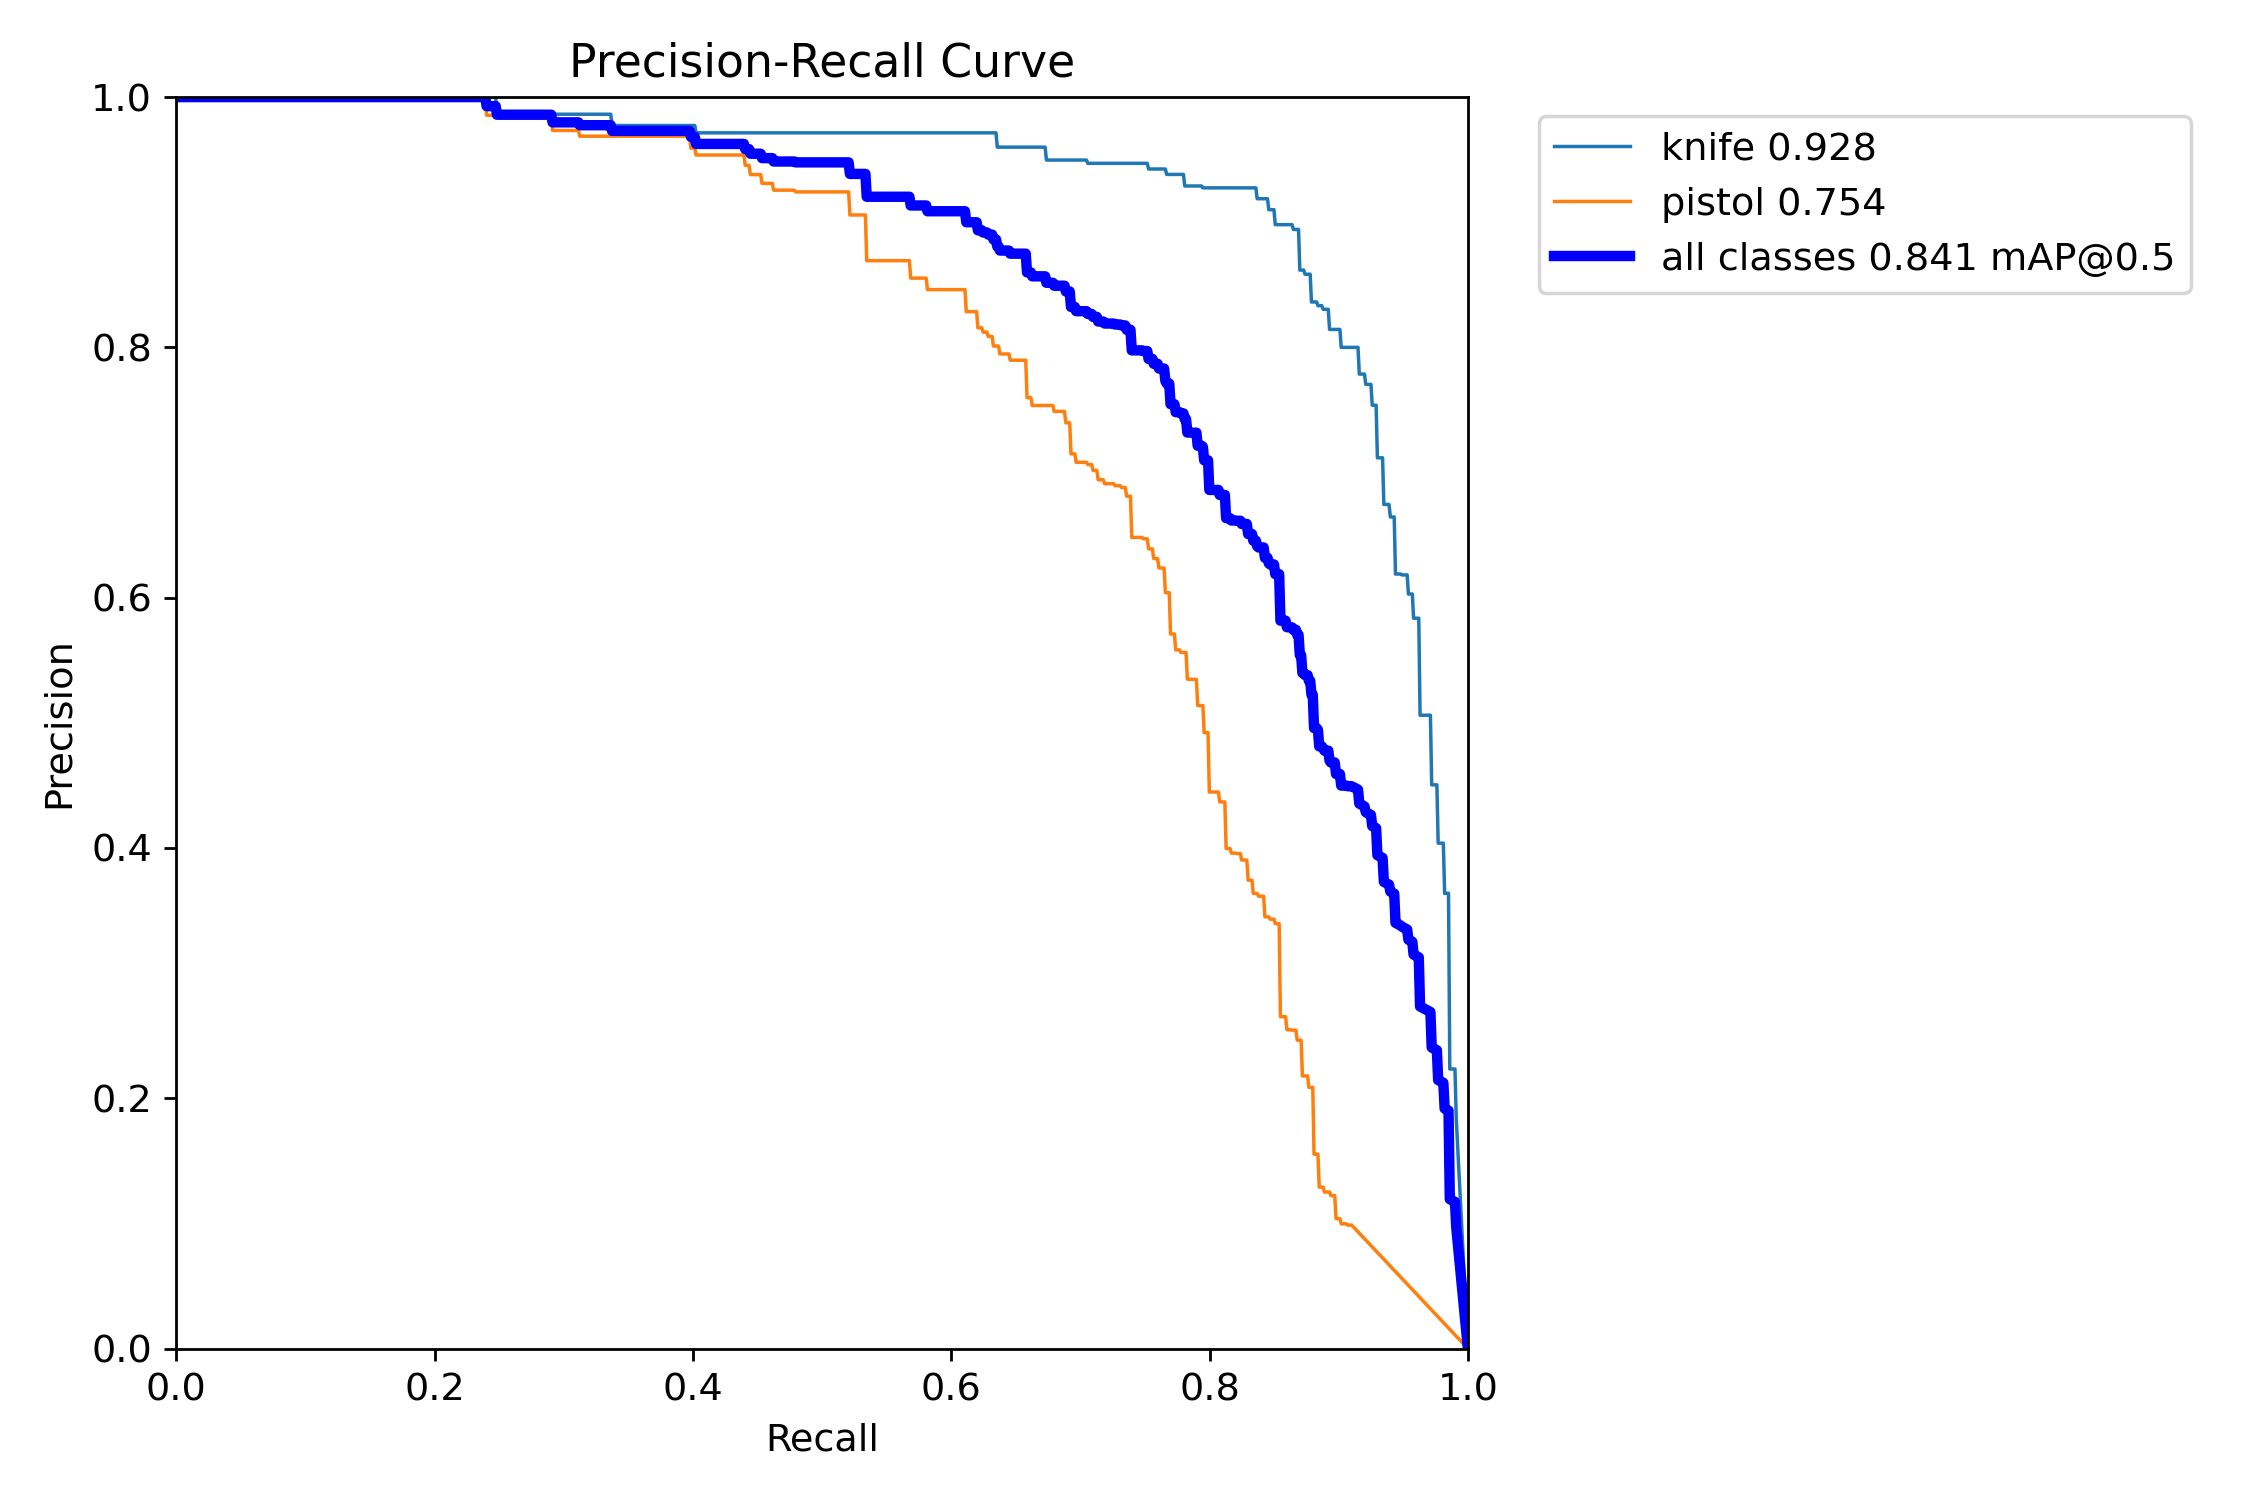 Precision-Recall Curve
knife 0.928
pistol 0.754
all classes 0.841 mAP@0.5
1.0
0.8
0.6
0.4
0.2
0.0
Precision
0.0 0.2 0.4 0.6 0.8 1.0
Recall